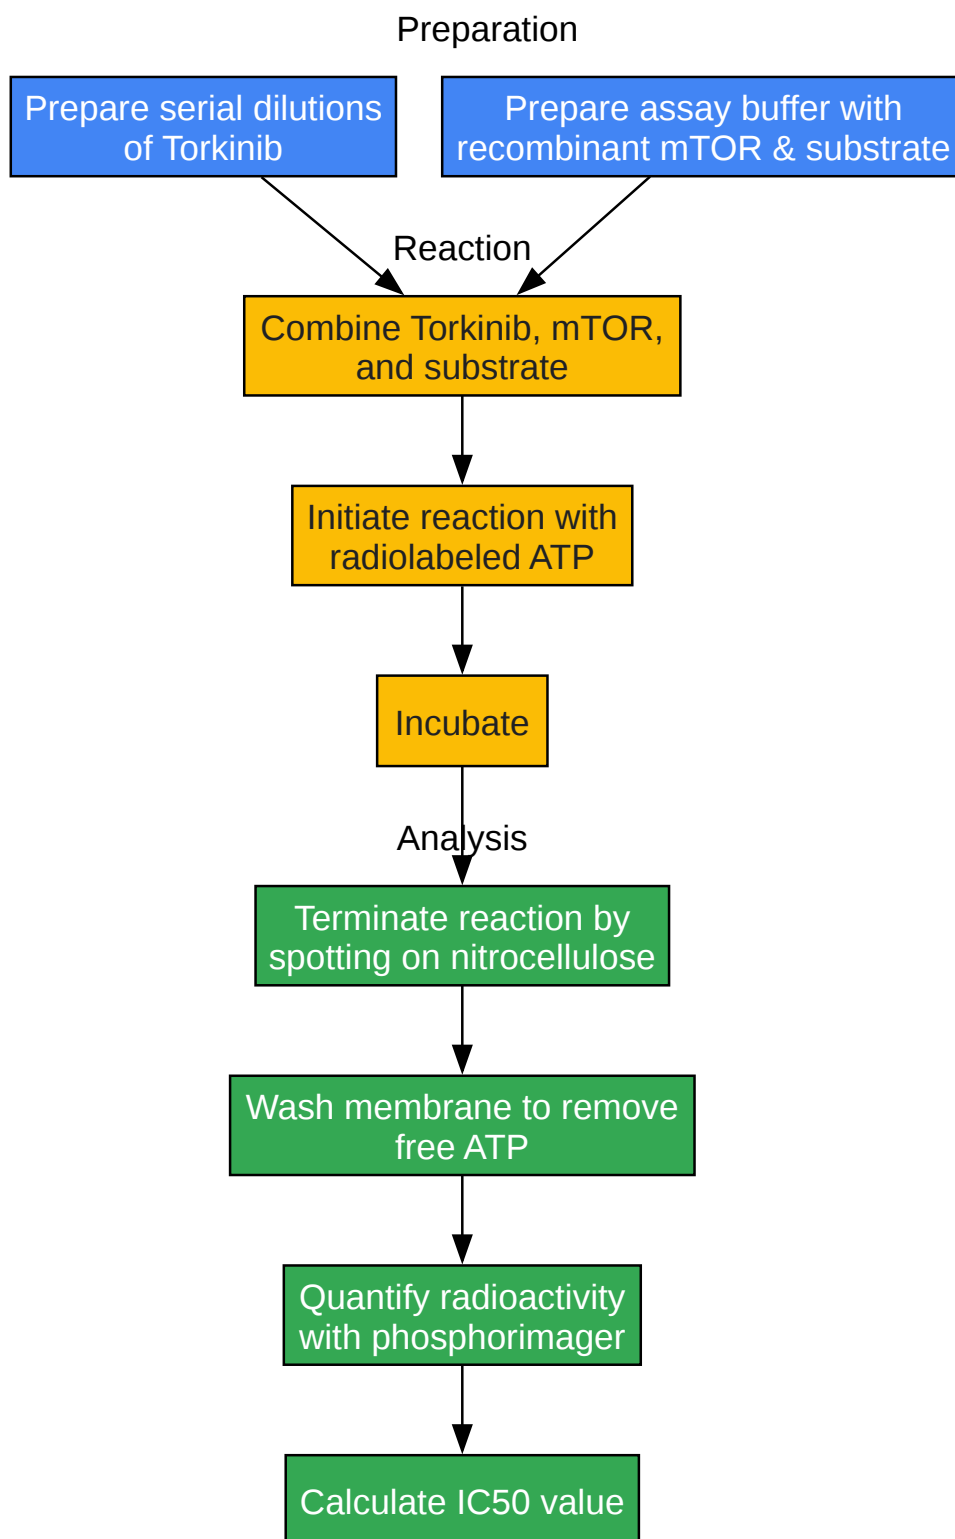 Preparation
Prepare serial dilutions
of Torkinib
Prepare assay buffer with
recombinant mTOR & substrate
Reaction
Combine Torkinib, mTOR,
and substrate
Initiate reaction with
radiolabeled ATP
Incubate
Analysis
Terminate reaction by
spotting on nitrocellulose
Wash membrane to remove
free ATP
Quantify radioactivity
with phosphorimager
Calculate IC50 value